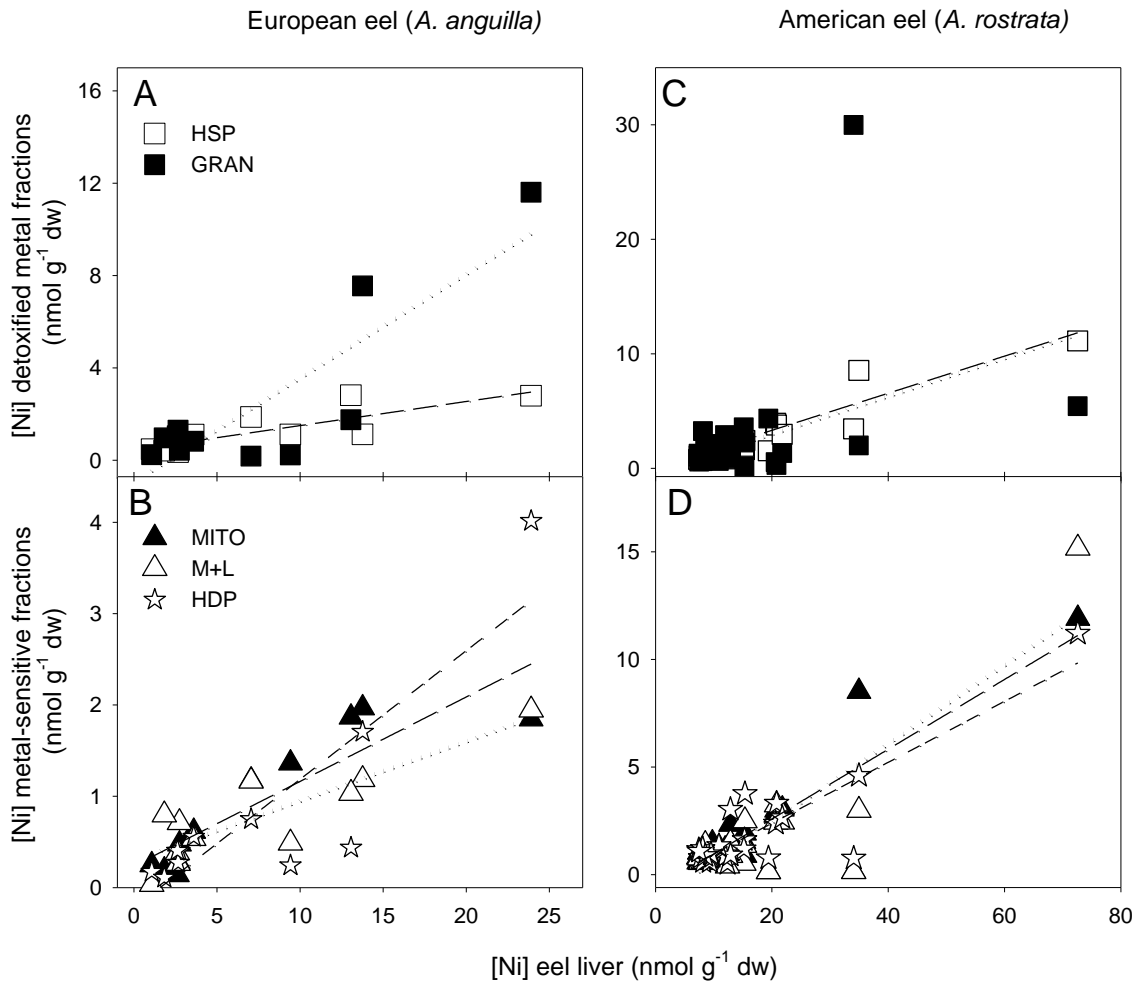 European eel (A. anguilla)
American eel (A. rostrata)
[Ni] detoxified metal fractions
(nmol g-1 dw)
A
HSP
GRAN
16
12
8
4
0
C
30
20
10
0
[Ni] metal-sensitive fractions
(nmol g-1 dw)
B
MITO
M+L
HDP
4
3
2
1
0
D
15
10
5
0
0 5 10 15 20 25
0 20 40 60 80
[Ni] eel liver (nmol g-1 dw)